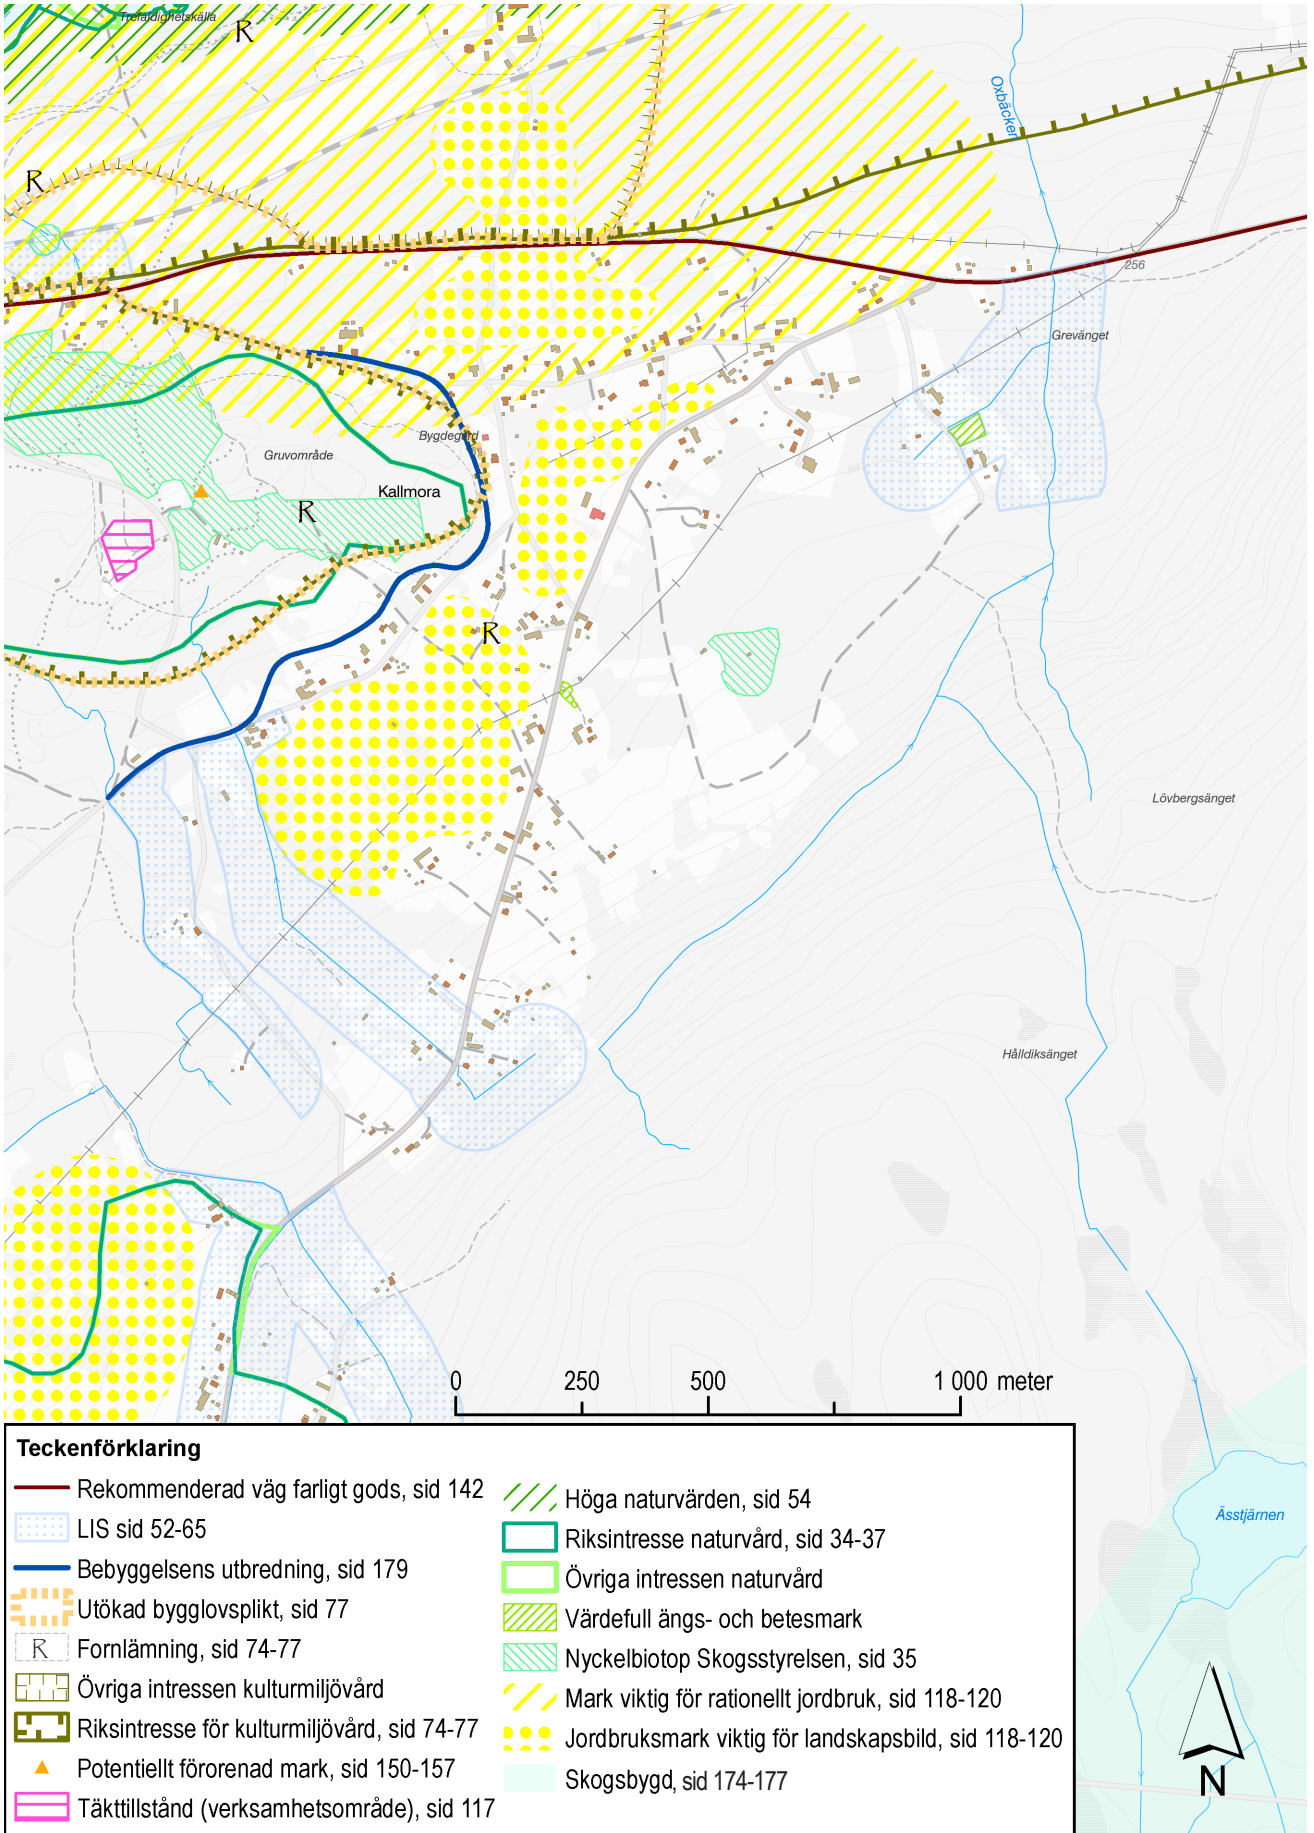 Trefaldighetskälla
R
Oxbäcken
R
256
Grevänget
Bygdegård
Gruvområde
Kallmora
R
R
Lövbergsänget
Hålldiksänget
0 250 500 1 000 meter
Teckenförklaring
Rekommenderad väg farligt gods, sid 142
LIS sid 52-65
Bebyggelsens utbredning, sid 179
Utökad bygglovsplikt, sid 77
R Fornlämning, sid 74-77
Övriga intressen kulturmiljövård
Riksintresse för kulturmiljövård, sid 74-77
Potentiellt förorenad mark, sid 150-157
Täkttillstånd (verksamhetsområde), sid 117
Höga naturvärden, sid 54
Riksintresse naturvård, sid 34-37
Övriga intressen naturvård
Värdefull ängs- och betesmark
Nyckelbiotop Skogsstyrelsen, sid 35
Mark viktig för rationellt jordbruk, sid 118-120
Jordbruksmark viktig för landskapsbild, sid 118-120
Skogsbygd, sid 174-177
Ässtjärnen
N